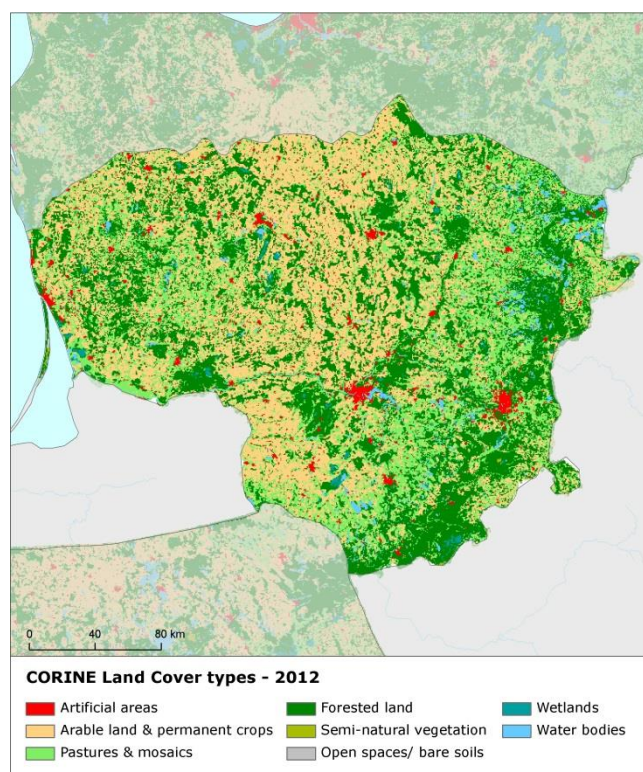 0 40 80 km
CORINE Land Cover types - 2012
Artificial areas
Forested land
Wetlands
Arable land & permanent crops
Semi-natural vegetation
Water bodies
Pastures & mosaics
Open spaces/ bare soils